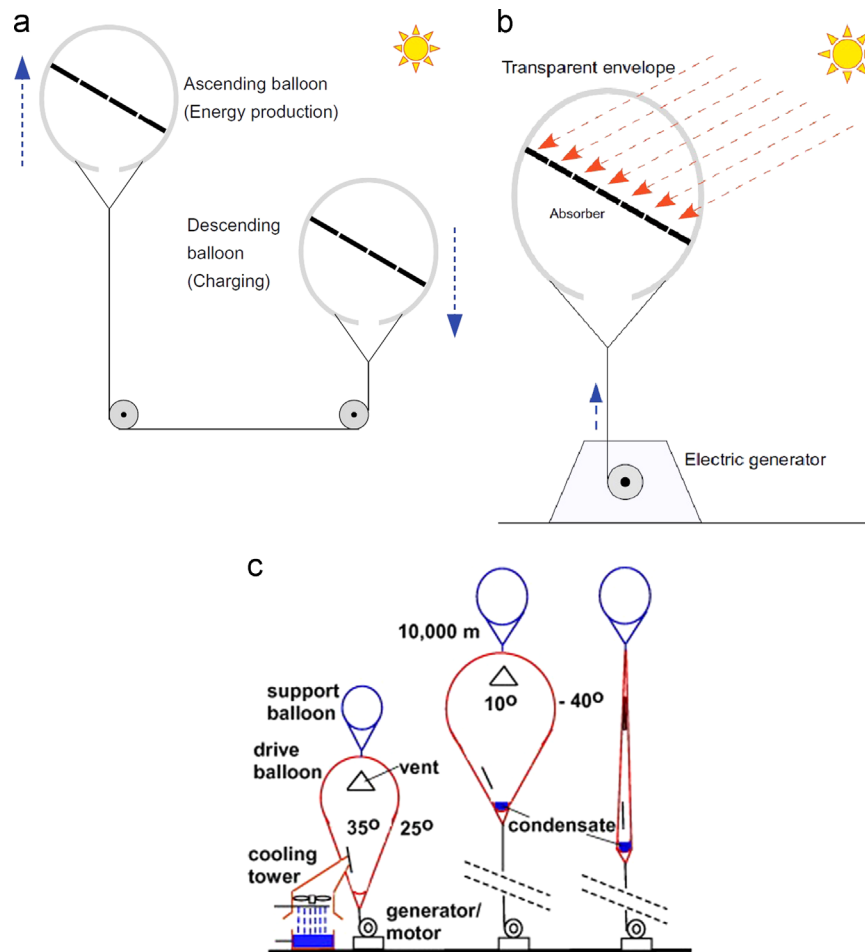 a
Ascending balloon
(Energy production)
Descending
balloon
(Charging)
b
Transparent envelope
Absorber
Electric generator
c
10,000 m
support
balloon
drive
balloon
vent
35º
25º
10º
- 40º
condensate
cooling
tower
generator/
motor